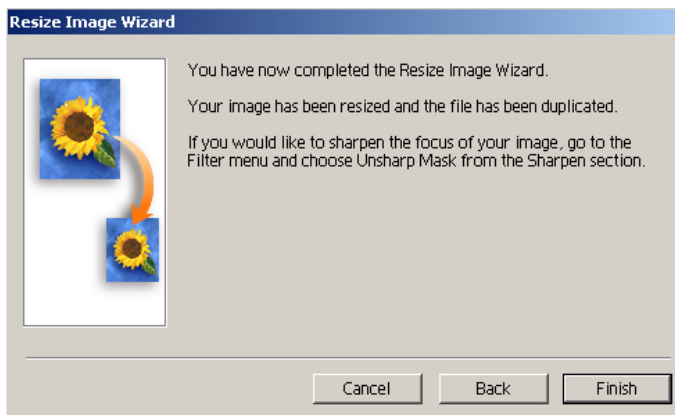 Resize Image Wizard
You have now completed the Resize Image Wizard.
Your image has been resized and the file has been duplicated.
If you would like to sharpen the focus of your image, go to the
Filter menu and choose Unsharp Mask from the Sharpen section.
Cancel
Back
Finish